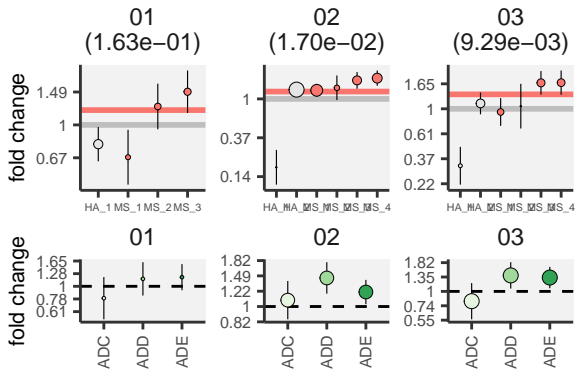 01
(1.63e−01)
02
(1.70e−02)
03
(9.29e−03)
fold change
1.49
1
0.67
HA_1 MS_1 MS_2 MS_3
1
0.37
0.14
MS_4
1.65
1
0.61
0.37
0.22
MS_4
01
02
03
fold change
1.65
1.28
1
0.78
0.61
ADC ADD ADE
1.82
1.49
1.22
1
0.82
ADC ADD ADE
1.82
1.35
1
0.74
0.55
ADC ADD ADE